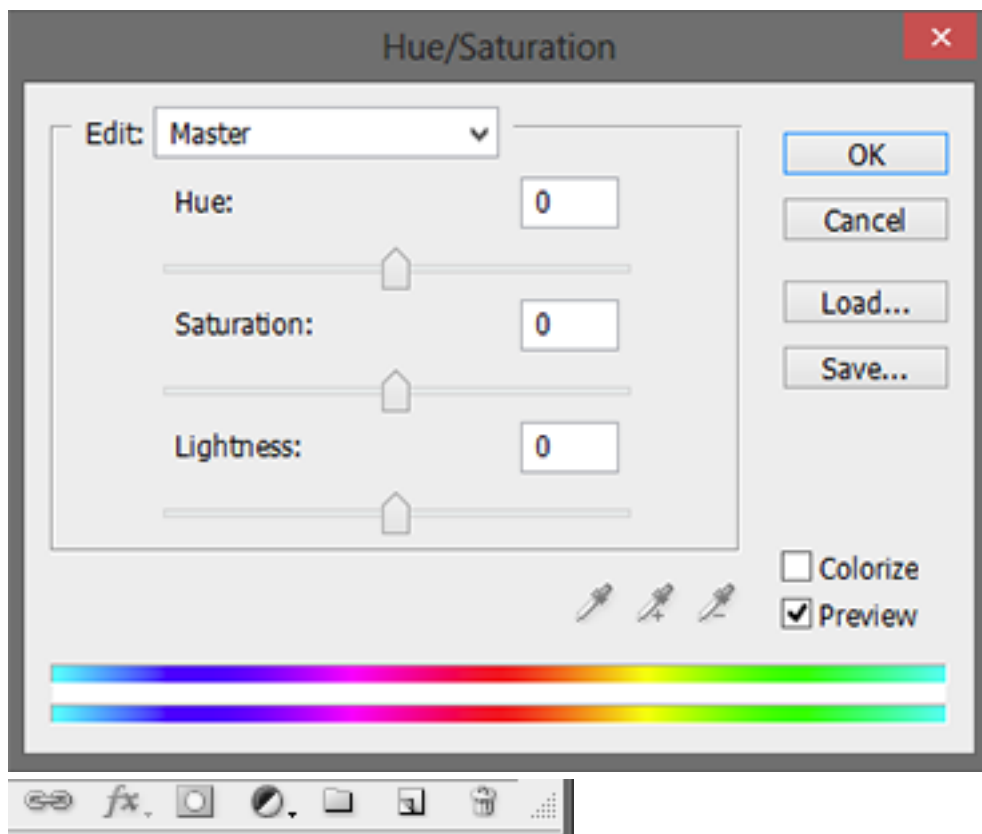 Hue/Saturation
Edit: Master
OK
Hue: 0
Cancel
Load...
Saturation: 0
Save...
Lightness: 0
Colorize
Preview
fx.